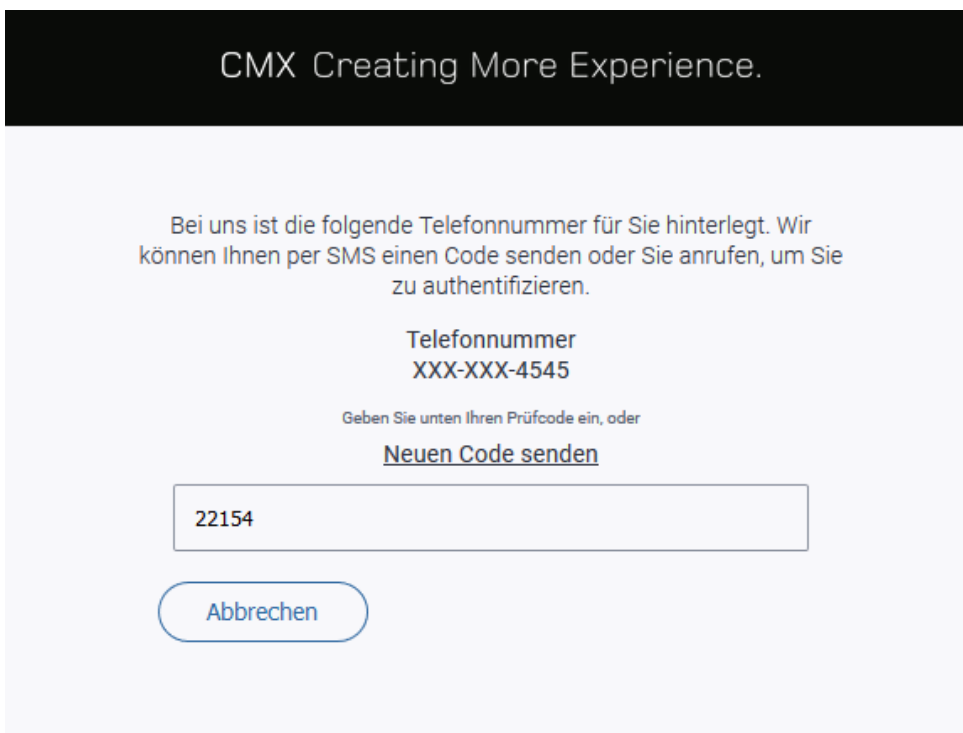 CMX Creating More Experience.
Bei uns ist die folgende Telefonnummer für Sie hinterlegt. Wir
können Ihnen per SMS einen Code senden oder Sie anrufen, um Sie
zu authentifizieren.
Telefonnummer
XXX-XXX-4545
Geben Sie unten Ihren Prüfcode ein, oder
Neuen Code senden
22154
Abbrechen